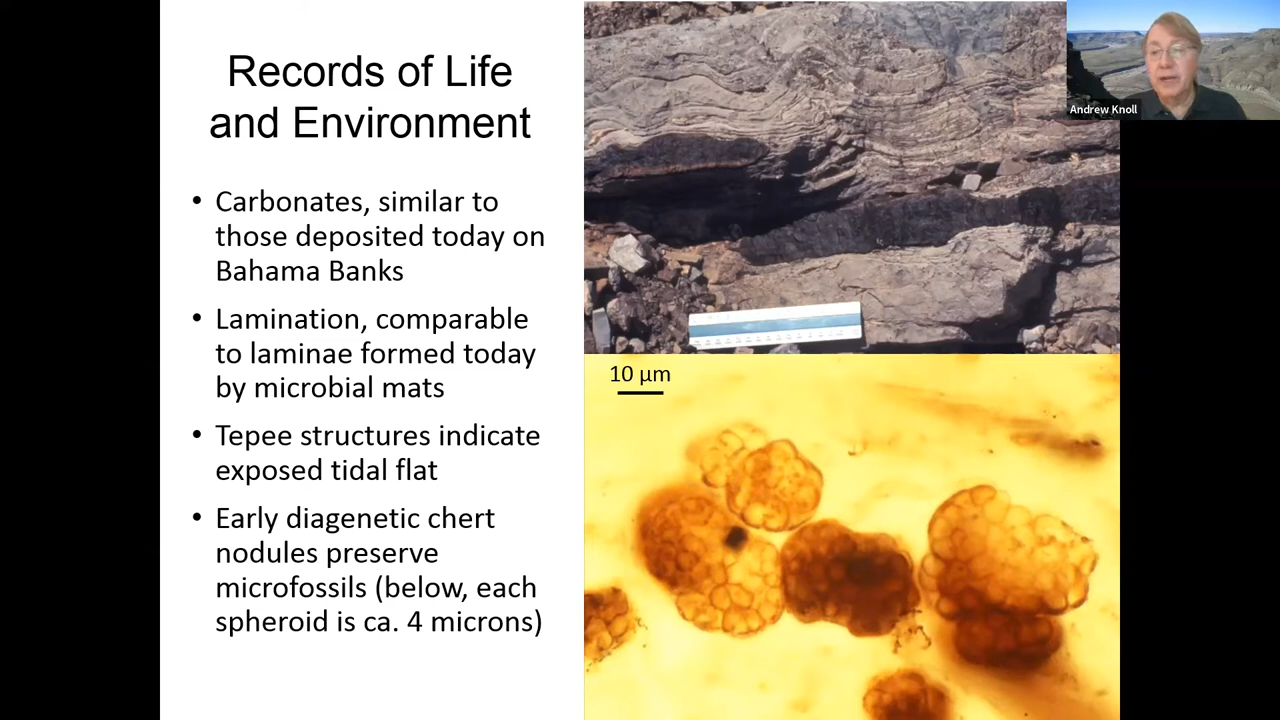 Records of Life
and Environment
• Carbonates, similar to
those deposited today on
Bahama Banks
• Lamination, comparable
to laminae formed today
by microbial mats
• Tepee structures indicate
exposed tidal flat
• Early diagenetic chert
nodules preserve
microfossils (below, each
spheroid is ca. 4 microns)
10 µm
Andrew Knoll